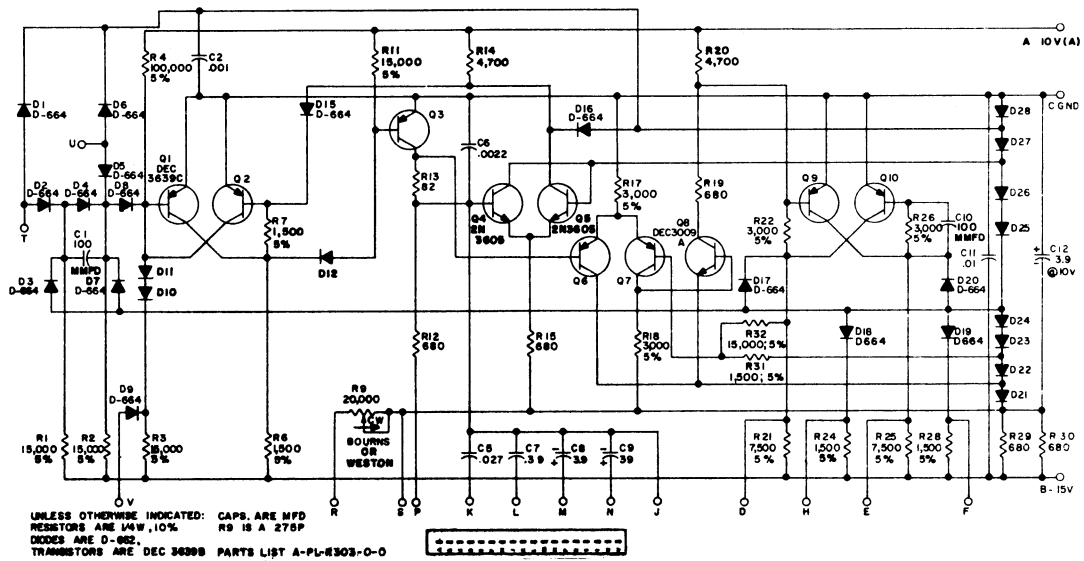 A 10V(A)
R4
100,000
5%
C2
.001
R11
15,000
5%
R14
4,700
R20
4,700
D1
D-664
D6
D-664
D15
D-664
Q3
D16
D-664
C GND
D28
U
D5
D-664
Q1
DEC
3639C
Q2
C6
.0022
D27
D2
D-664
D4
D-664
D8
D-664
R13
82
R17
3,000
5%
R19
680
Q9
Q10
D26
T
R7
1,500
5%
Q4
2N
3605
Q5
2N3605
Q8
DEC3009
A
R22
3,000
5%
R26
3,000
5%
C10
100
MMFD
D25
C1
100
MMFD
D12
Q6
Q7
C11
.01
+
C12
3.9
@10V
D3
D-664
D7
D-664
D11
D10
D17
D-664
D20
D-664
R12
680
R15
680
R18
3,000
5%
R32
15,000; 5%
R31
1,500; 5%
D18
D664
D19
D664
D24
D23
D22
D21
D9
D-664
R9
20,000
CW
BOURNS
OR
WESTON
R1
15,000
5%
R2
15,000
5%
R3
15,000
5%
R6
1,500
5%
C5
.027
C7
.39
C8
3.9
+
C9
39
+
R21
7,500
5%
R24
1,500
5%
R25
7,500
5%
R28
1,500
5%
R29
680
R30
680
B-15V
V
R
S
P
K
L
M
N
J
D
H
E
F
UNLESS OTHERWISE INDICATED: CAPS. ARE MFD
RESISTORS ARE 1/4W, 10% R9 IS A 275P
DIODES ARE D-662,
TRANSISTORS ARE DEC 3639B PARTS LIST A-PL-R303-0-0